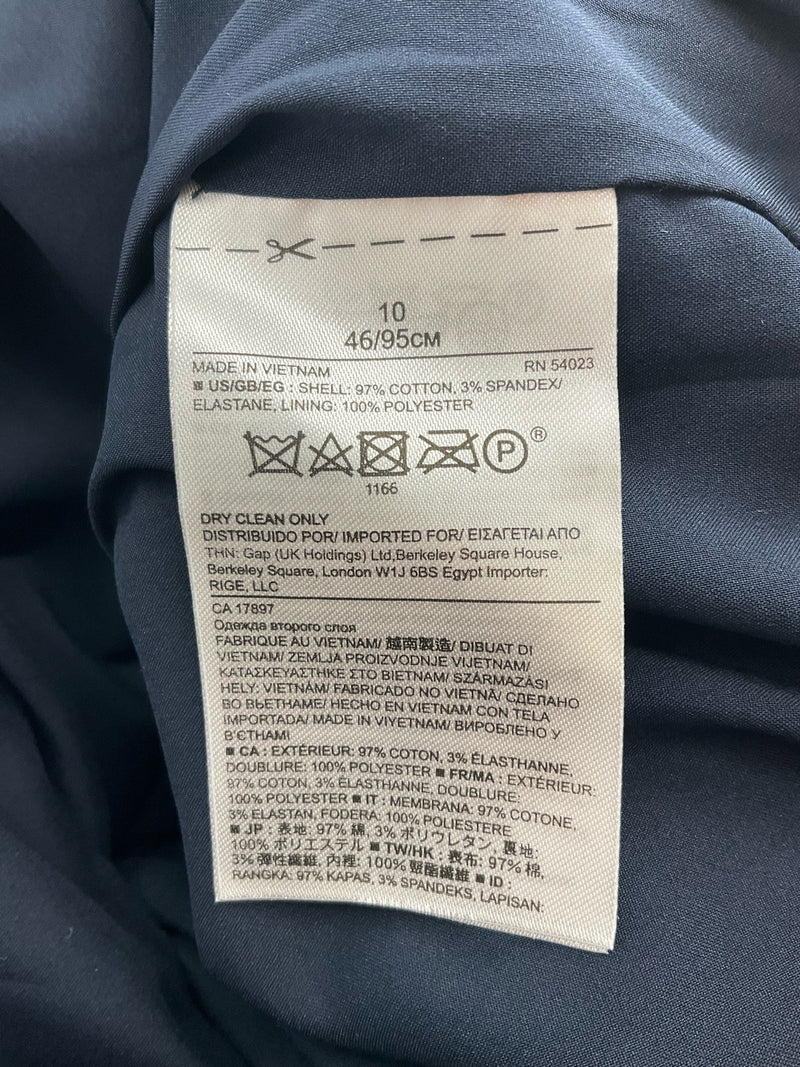 10
46/95CM
MADE IN VIETNAM RN 54023
US/GB/EG : SHELL: 97% COTTON, 3% SPANDEX/
ELASTANE, LINING: 100% POLYESTER
P®
1166
DRY CLEAN ONLY
DISTRIBUIDO POR/ IMPORTED FOR/ ΕΙΣΑΓΕΤΑΙ ΑΠΟ
ΤΗΝ: Gap (UK Holdings) Ltd,Berkeley Square House,
Berkeley Square, London W1J 6BS Egypt Importer:
RIGE, LLC
CA 17897
Одежда второго слоя
FABRIQUE AU VIETNAM/ 越南製造/ DIBUAT DI
VIETNAM/ ZEMLJA PROIZVODNJE VIJETNAM/
ΚΑΤΑΣΚΕΥΑΣΤΗΚΕ ΣΤΟ ΒΙΕΤΝΑΜ/ SZÁRMAZÁSI
HELY: VIETNÁM/ FABRICADO NO VIETNÃ/ СДЕЛАНО
ВО ВЬЕТНАМЕ/ HECHO EN VIETNAM CON TELA
IMPORTADA/ MADE IN VIYETNAM/ ВИРОБЛЕНО У
В'ЄТНАМІ
CA : EXTÉRIEUR: 97% COTON, 3% ÉLASTHANNE,
DOUBLURE: 100% POLYESTER ■ FR/MA : EXTÉRIEUR:
97% COTON, 3% ÉLASTHANNE, DOUBLURE:
100% POLYESTER ■ IT : MEMBRANA: 97% COTONE,
3% ELASTAN, FODERA: 100% POLIESTERE
■ JP : 表地: 97% 綿, 3% ポリウレタン, 裏地:
100% ポリエステル ■ TW/HK : 表布: 97% 棉,
3% 彈性纖維, 內裡: 100% 聚酯纖維 ■ ID :
RANGKA: 97% KAPAS, 3% SPANDEKS, LAPISAN: